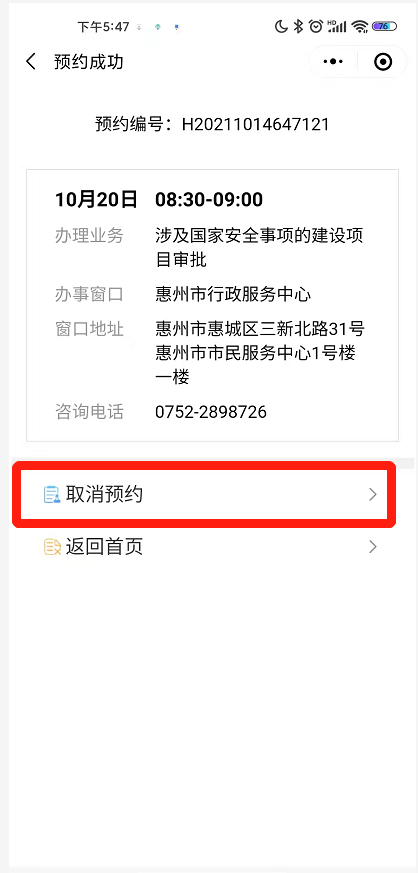 下午5:47
HD
76
预约成功
预约编号：H20211014647121
10月20日 08:30-09:00
办理业务 涉及国家安全事项的建设项
目审批
办事窗口 惠州市行政服务中心
窗口地址 惠州市惠城区三新北路31号
惠州市市民服务中心1号楼
一楼
咨询电话 0752-2898726
取消预约
返回首页